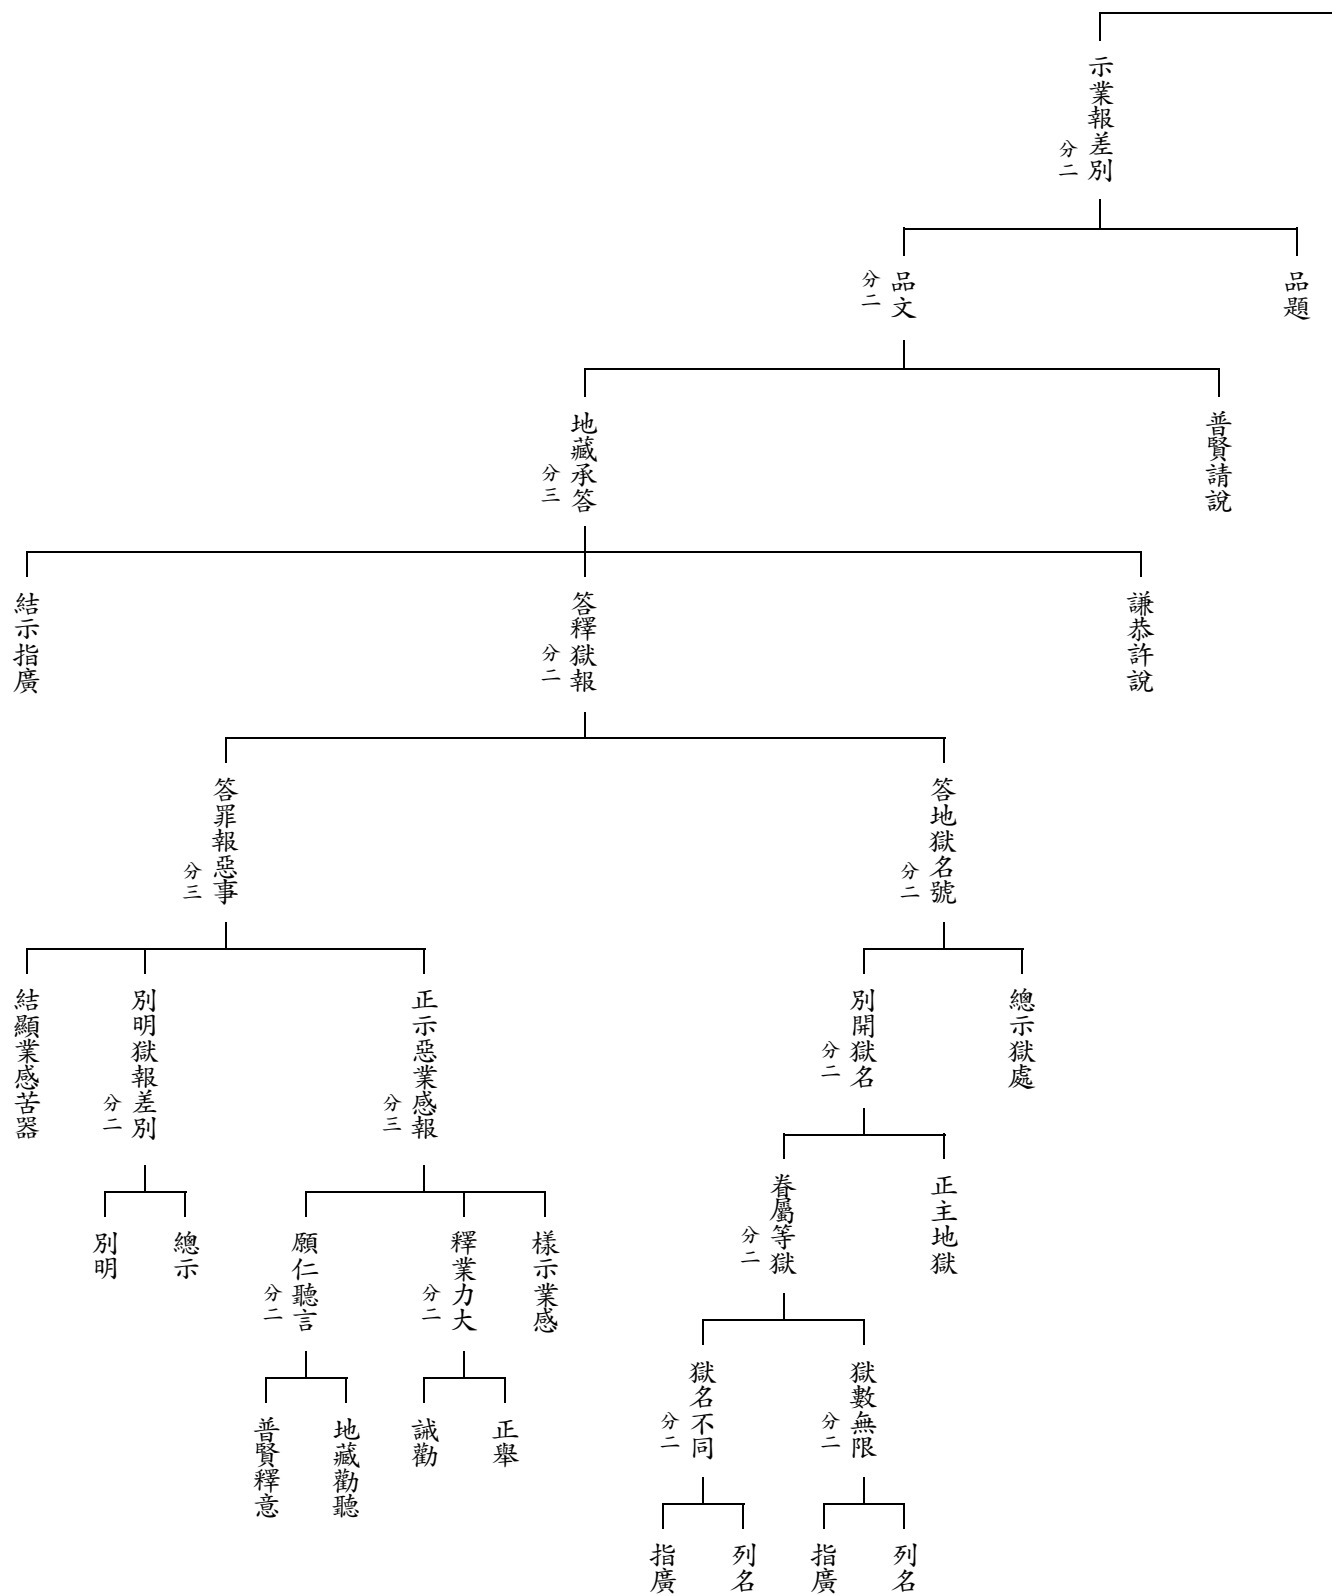 示業報差別
分二
品題
品文
分二
普賢請說
地藏承答
分三
謙恭許說
答釋獄報
分二
結示指廣
答地獄名號
分二
答罪報惡事
分三
總示獄處
別開獄名
分二
正示惡業感報
分三
別明獄報差別
分二
結顯業感苦器
正主地獄
眷屬等獄
分二
樣示業感
釋業力大
分二
願仁聽言
分二
總示
別明
獄數無限
分二
獄名不同
分二
正舉
誡勸
地藏勸聽
普賢釋意
列名
指廣
列名
指廣